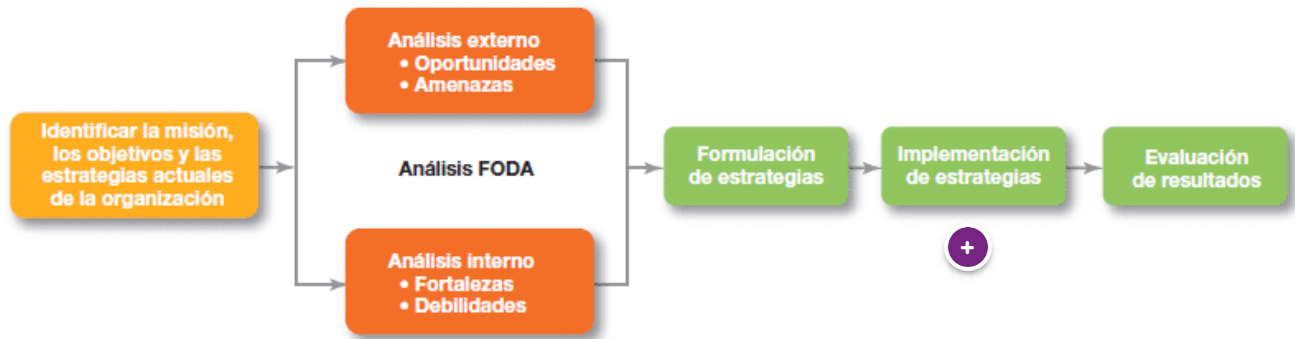 Identificar la misión,
los objetivos y las
estrategias actuales
de la organización
Análisis externo
• Oportunidades
• Amenazas
Análisis FODA
Análisis interno
• Fortalezas
• Debilidades
Formulación
de estrategias
Implementación
de estrategias
+
Evaluación
de resultados